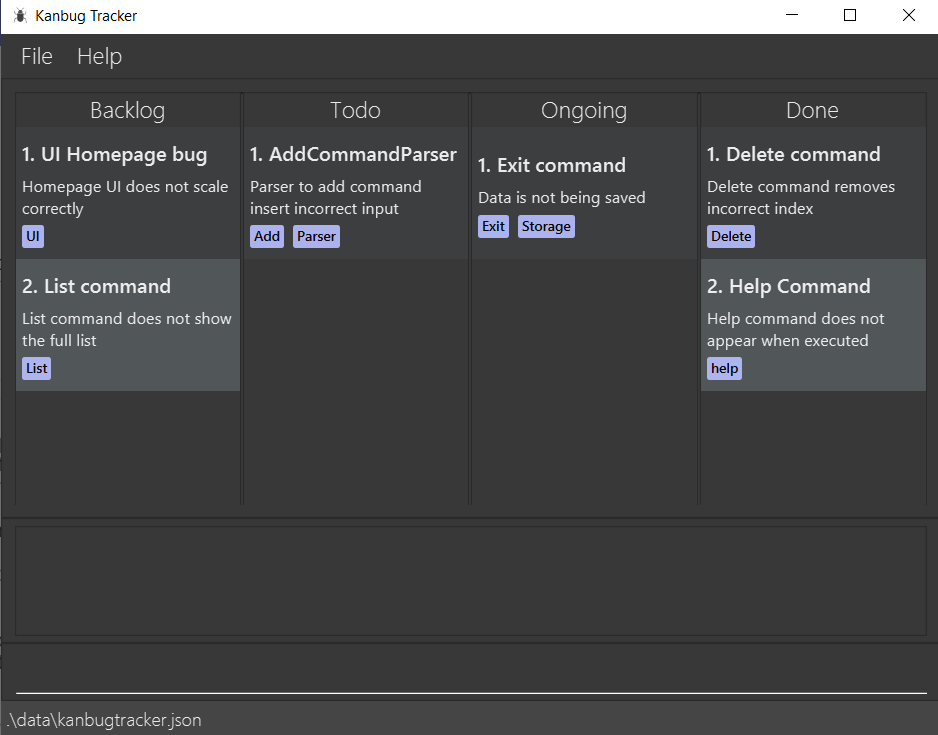 Kanbug Tracker
File Help
Backlog
1. UI Homepage bug
Homepage UI does not scale
correctly
UI
2. List command
List command does not show
the full list
List
Todo
1. AddCommandParser
Parser to add command
insert incorrect input
Add Parser
Ongoing
1. Exit command
Data is not being saved
Exit Storage
Done
1. Delete command
Delete command removes
incorrect index
Delete
2. Help Command
Help command does not
appear when executed
help
.\data\kanbugtracker.json